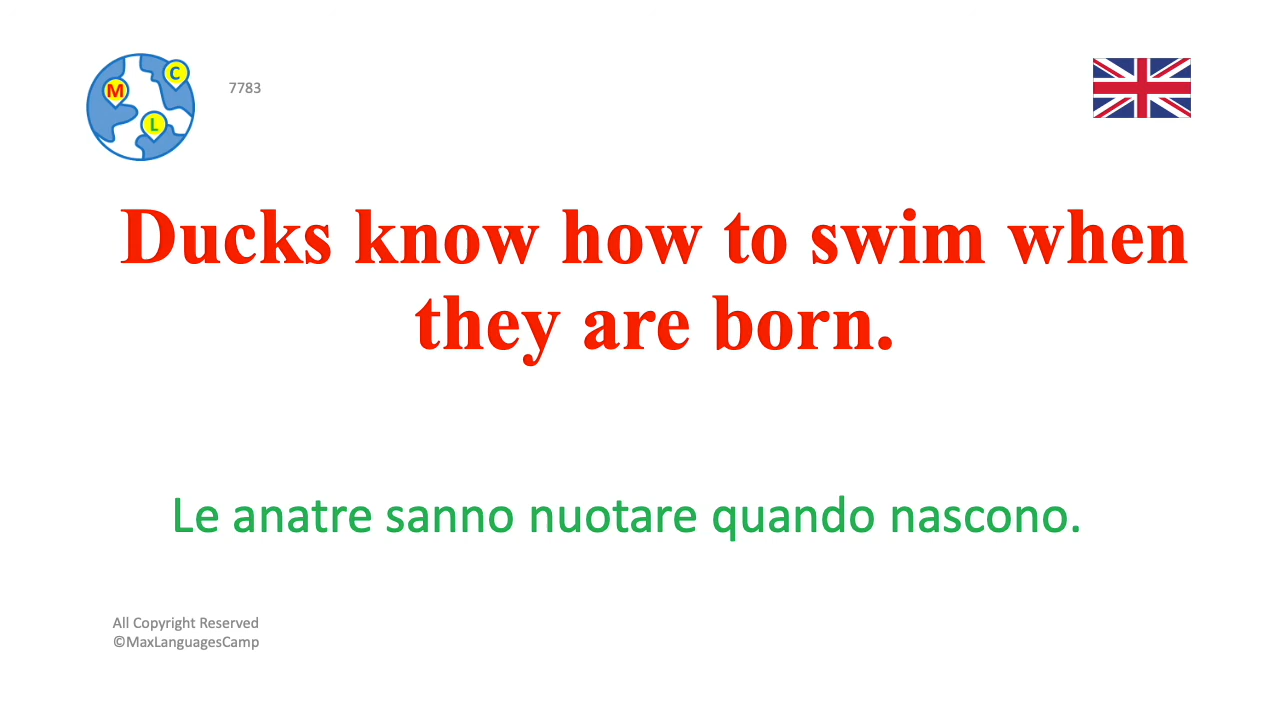 C
M
L
7783
Ducks know how to swim when
they are born.
Le anatre sanno nuotare quando nascono.
All Copyright Reserved
©MaxLanguagesCamp